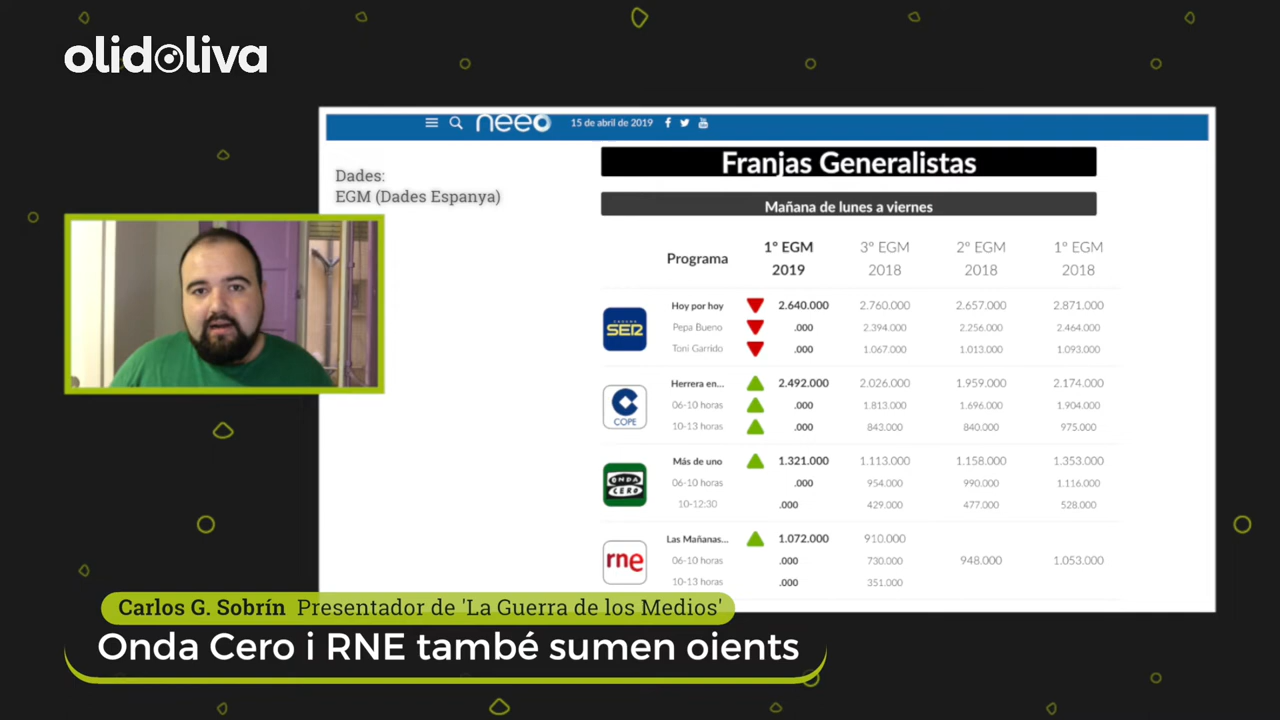 olidoliva
neeo 15 de abril de 2019
Dades:
EGM (Dades Espanya)
Franjas Generalistas
Mañana de lunes a viernes
Programa 1º EGM 2019 3º EGM 2018 2º EGM 2018 1º EGM 2018
CADENA SER
Hoy por hoy 2.640.000 2.760.000 2.657.000 2.871.000
Pepa Bueno .000 2.394.000 2.256.000 2.464.000
Toni Garrido .000 1.067.000 1.013.000 1.093.000
COPE
Herrera en... 2.492.000 2.026.000 1.959.000 2.174.000
06-10 horas .000 1.813.000 1.696.000 1.904.000
10-13 horas .000 843.000 840.000 975.000
ONDA CERO
Más de uno 1.321.000 1.113.000 1.158.000 1.353.000
06-10 horas .000 954.000 990.000 1.116.000
10-12:30 .000 429.000 477.000 528.000
rne
Las Mañanas... 1.072.000 910.000
06-10 horas .000 730.000 948.000 1.053.000
10-13 horas .000 351.000
Carlos G. Sobrín Presentador de 'La Guerra de los Medios'
Onda Cero i RNE també sumen oients